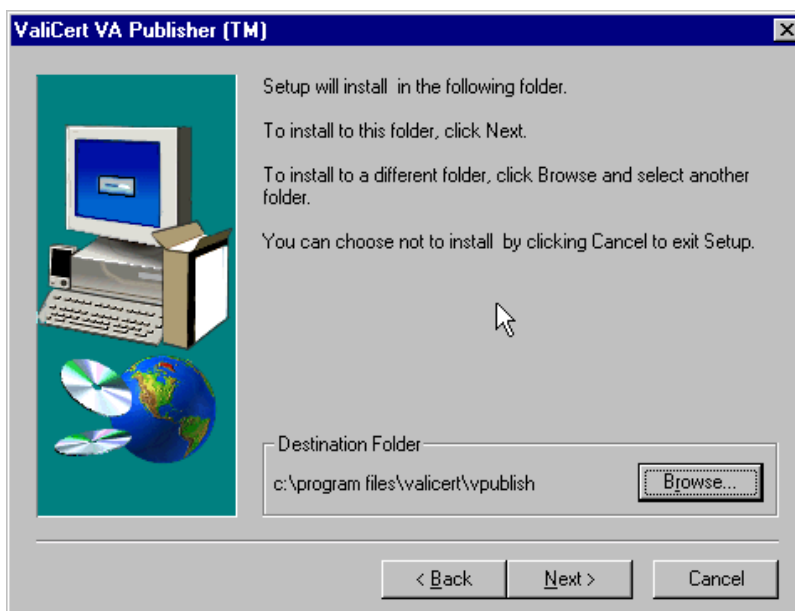 ValiCert VA Publisher (TM)
Setup will install in the following folder.
To install to this folder, click Next.
To install to a different folder, click Browse and select another
folder.
You can choose not to install by clicking Cancel to exit Setup.
Destination Folder
c:\program files\valicert\vpublish
Browse...
< Back
Next >
Cancel